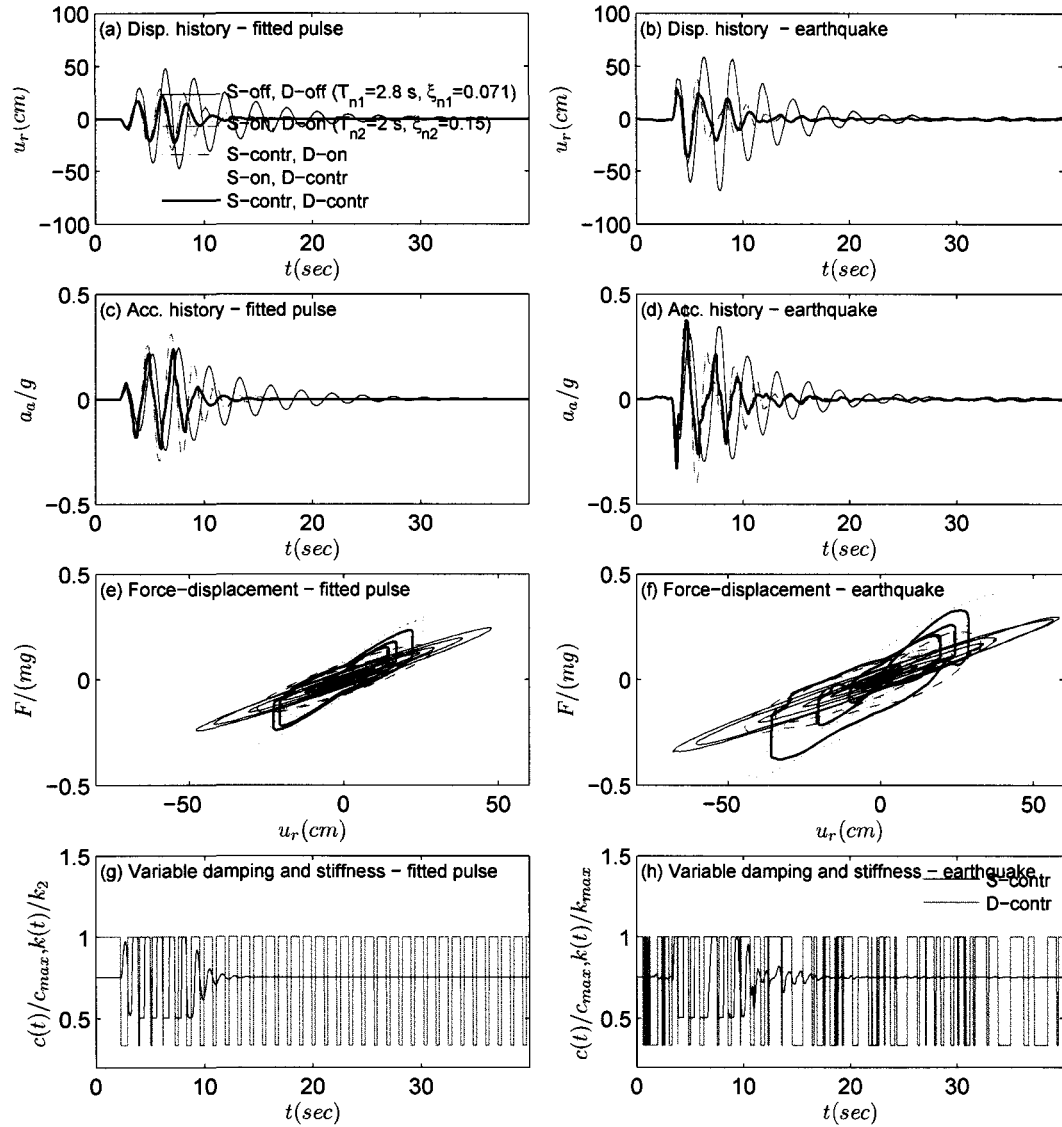 (a) Disp. history − fitted pulse
100
50
0
−50
−100
u_r(cm)
S−off, D−off (T_n1=2.8 s, ξ_n1=0.071)
S−on, D−on (T_n2=2 s, ξ_n2=0.15)
S−contr, D−on
S−on, D−contr
S−contr, D−contr
0 10 20 30
t(sec)
(b) Disp. history − earthquake
100
50
0
−50
−100
u_r(cm)
0 10 20 30
t(sec)
(c) Acc. history − fitted pulse
0.5
0
−0.5
a_a/g
0 10 20 30
t(sec)
(d) Acc. history − earthquake
0.5
0
−0.5
a_a/g
0 10 20 30
t(sec)
(e) Force−displacement − fitted pulse
0.5
0
−0.5
F/(mg)
−50 0 50
u_r(cm)
(f) Force−displacement − earthquake
0.5
0
−0.5
F/(mg)
−50 0 50
u_r(cm)
(g) Variable damping and stiffness − fitted pulse
1.5
1
0.5
c(t)/c_max,k(t)/k_2
0 10 20 30
t(sec)
(h) Variable damping and stiffness − earthquake
S−contr
D−contr
1.5
1
0.5
c(t)/c_max,k(t)/k_max
0 10 20 30
t(sec)